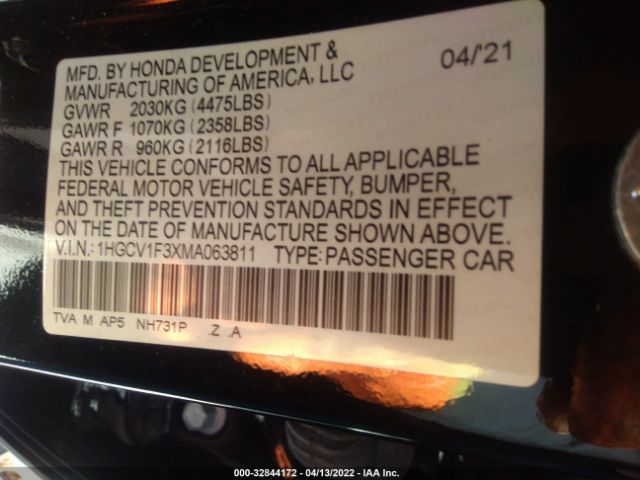 MFD. BY HONDA DEVELOPMENT & 04/'21
MANUFACTURING OF AMERICA, LLC
GVWR 2030KG (4475LBS)
GAWR F 1070KG (2358LBS)
GAWR R 960KG (2116LBS)
THIS VEHICLE CONFORMS TO ALL APPLICABLE
FEDERAL MOTOR VEHICLE SAFETY, BUMPER,
AND THEFT PREVENTION STANDARDS IN EFFECT
ON THE DATE OF MANUFACTURE SHOWN ABOVE.
V.I.N.: 1HGCV1F3XMA063811 TYPE: PASSENGER CAR
TVA M AP5 NH731P .Z .A
000-32844172 - 04/13/2022 - IAA Inc.